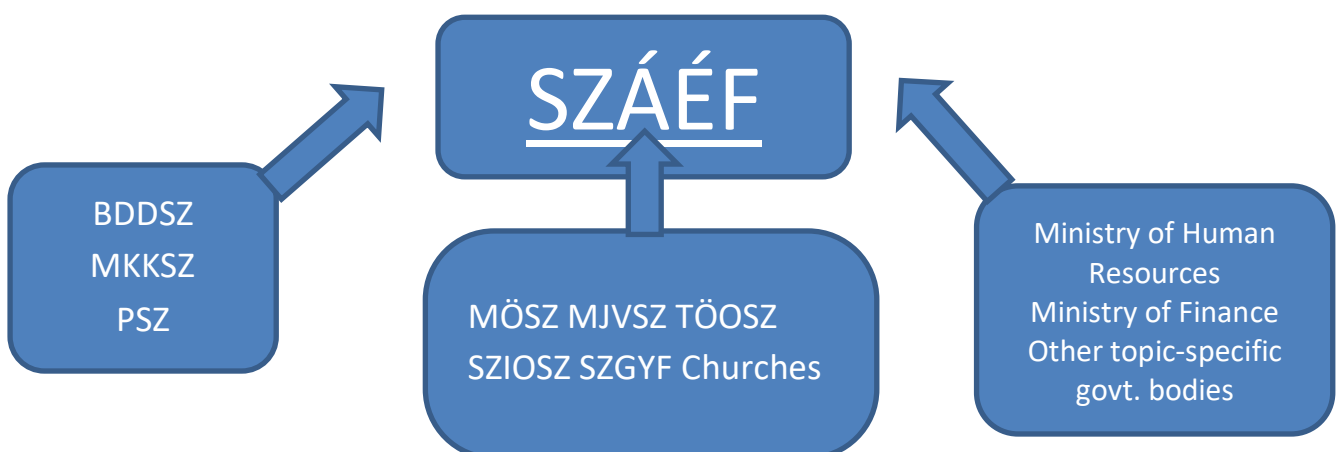 SZÁÉF
BDDSZ
MKKSZ
PSZ
MÖSZ MJVSZ TÖOSZ
SZIOSZ SZGYF Churches
Ministry of Human
Resources
Ministry of Finance
Other topic-specific
govt. bodies